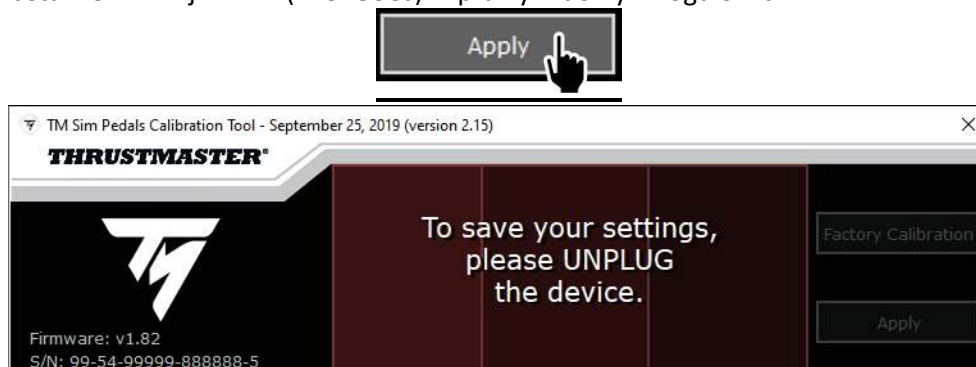 Apply
TM Sim Pedals Calibration Tool - September 25, 2019 (version 2.15)
THRUSTMASTER®
To save your settings,
please UNPLUG
the device.
Factory Calibration
Apply
Firmware: v1.82
S/N: 99-54-99999-888888-5